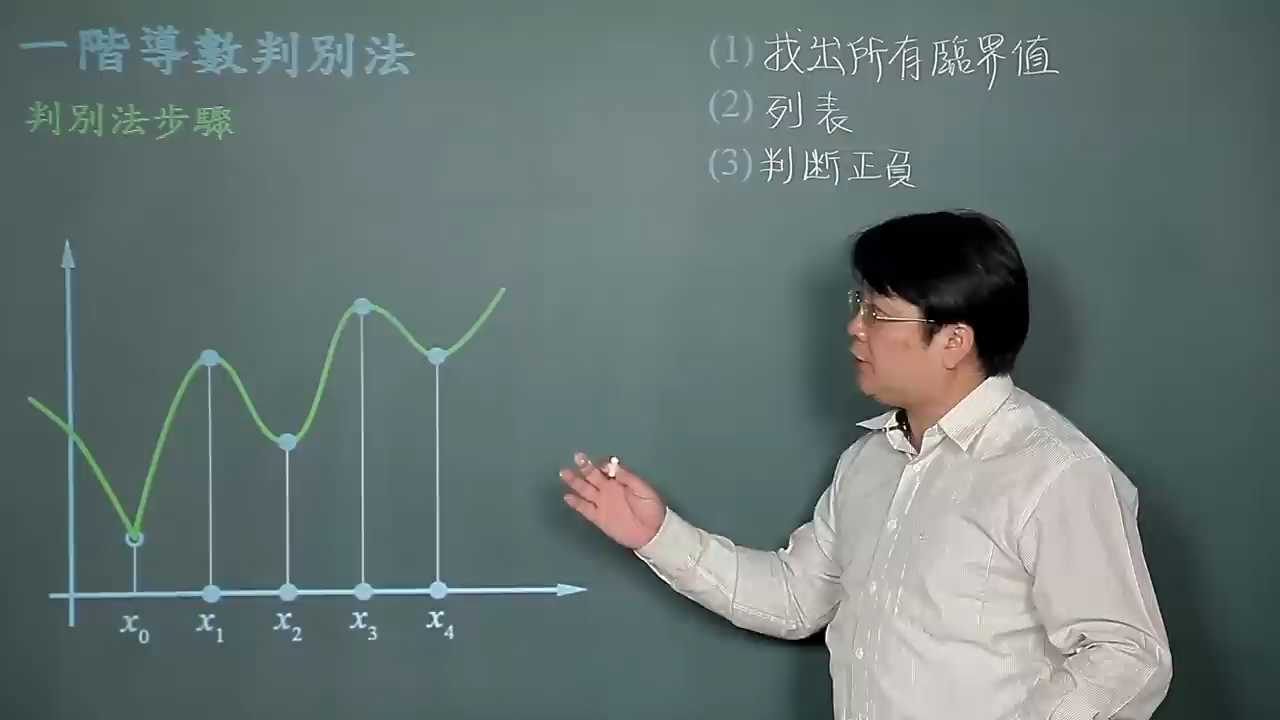 一階導數判別法
判別法步驟
(1) 找出所有臨界值
(2) 列表
(3) 判斷正負
x₀ x₁ x₂ x₃ x₄